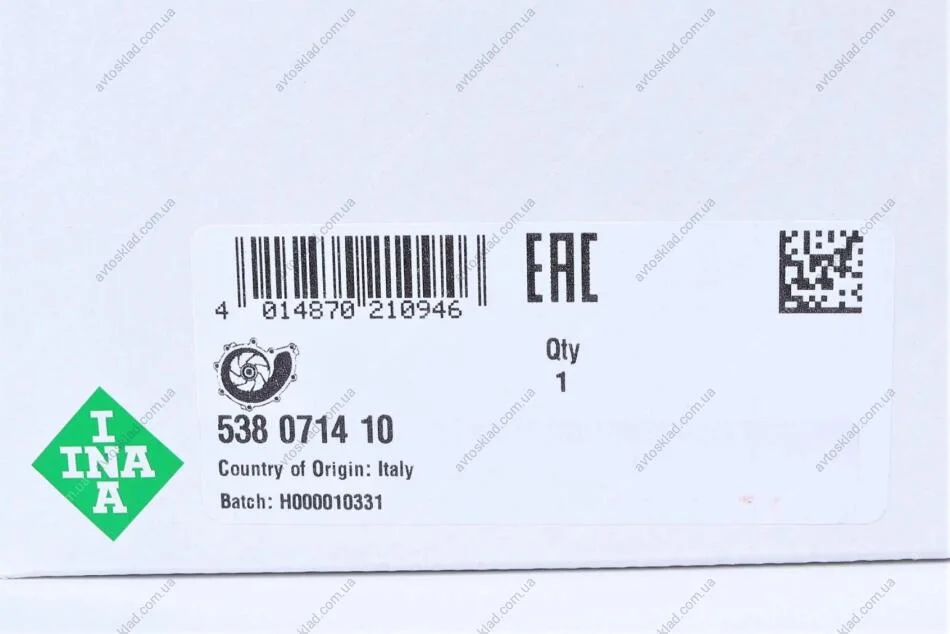 4 014870 210946
EAC
Qty
1
538 0714 10
Country of Origin: Italy
Batch: H000010331
INA
INA
avtosklad.com.ua